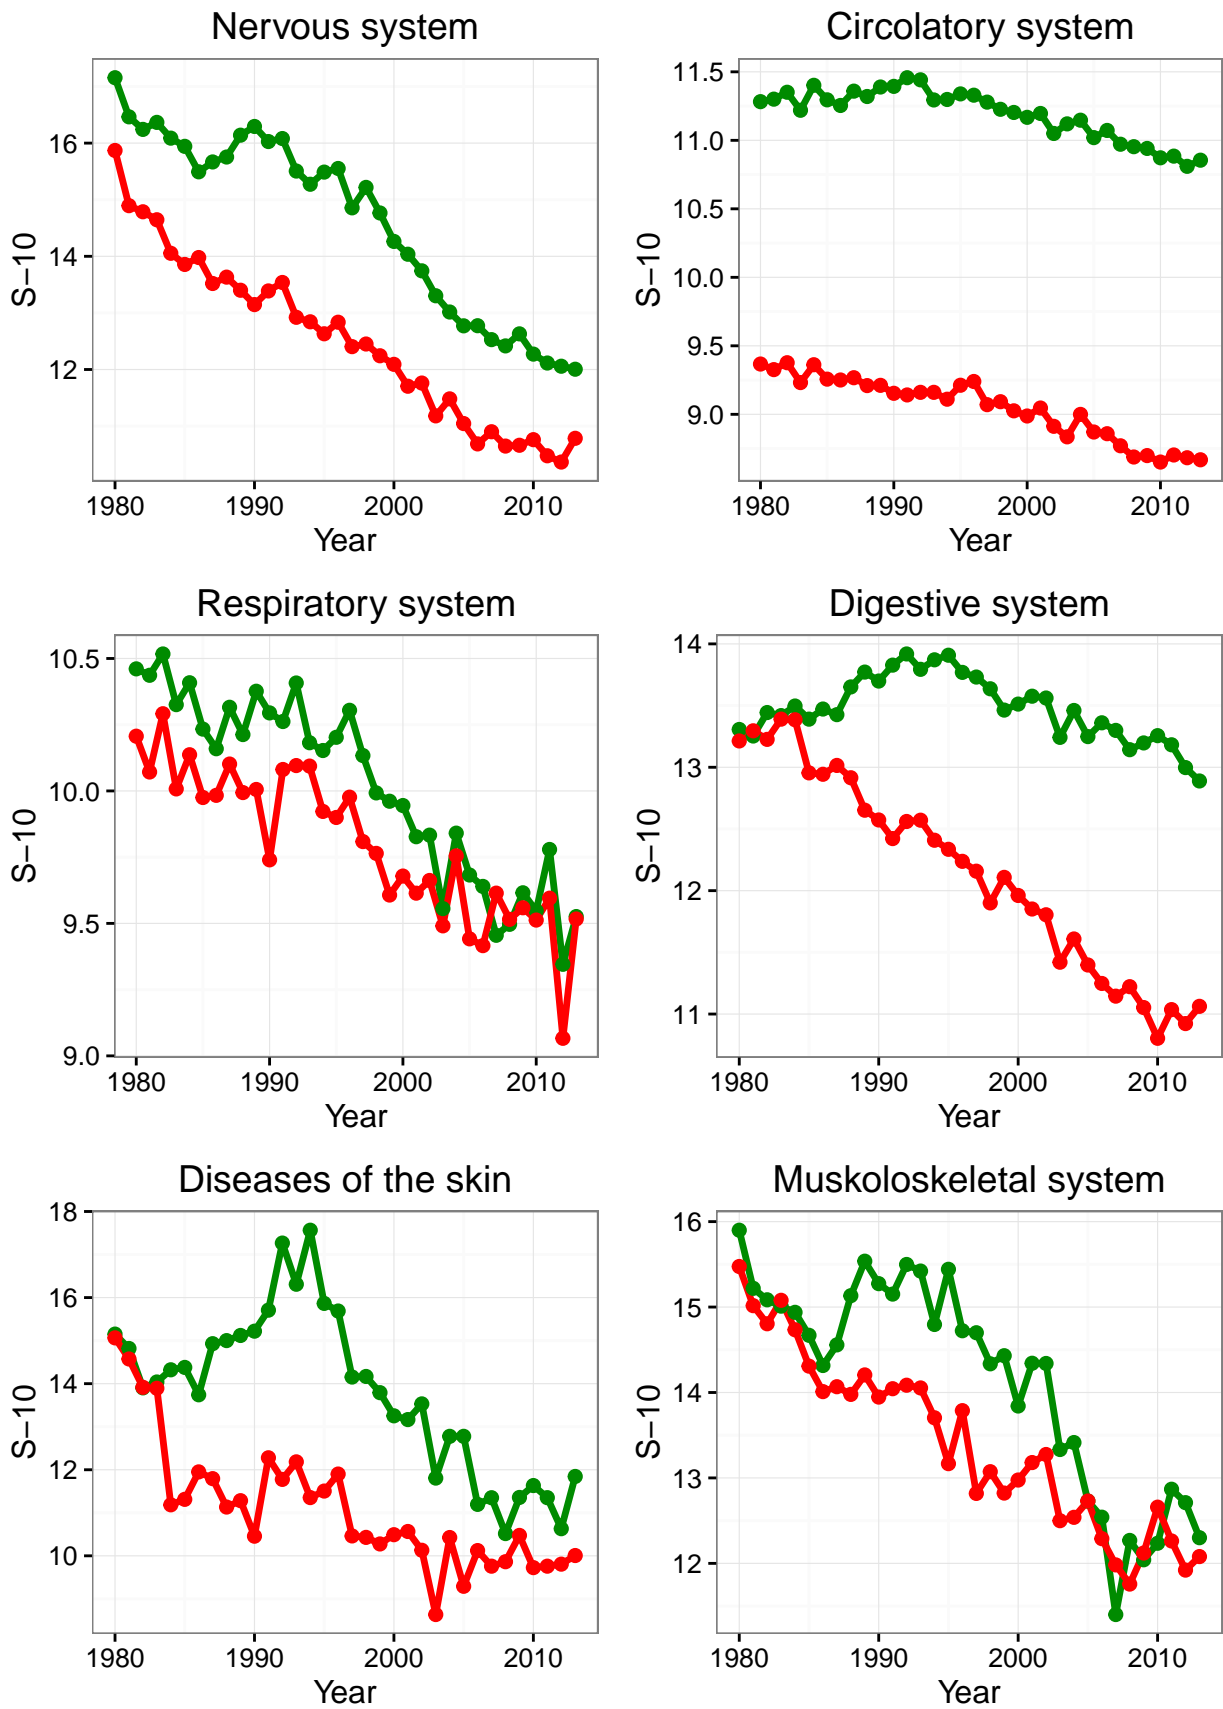 Nervous system
S−10
16
14
12
1980 1990 2000 2010
Year
Circolatory system
S−10
11.5
11.0
10.5
10.0
9.5
9.0
1980 1990 2000 2010
Year
Respiratory system
S−10
10.5
10.0
9.5
9.0
1980 1990 2000 2010
Year
Digestive system
S−10
14
13
12
11
1980 1990 2000 2010
Year
Diseases of the skin
S−10
18
16
14
12
10
1980 1990 2000 2010
Year
Muskoloskeletal system
S−10
16
15
14
13
12
1980 1990 2000 2010
Year